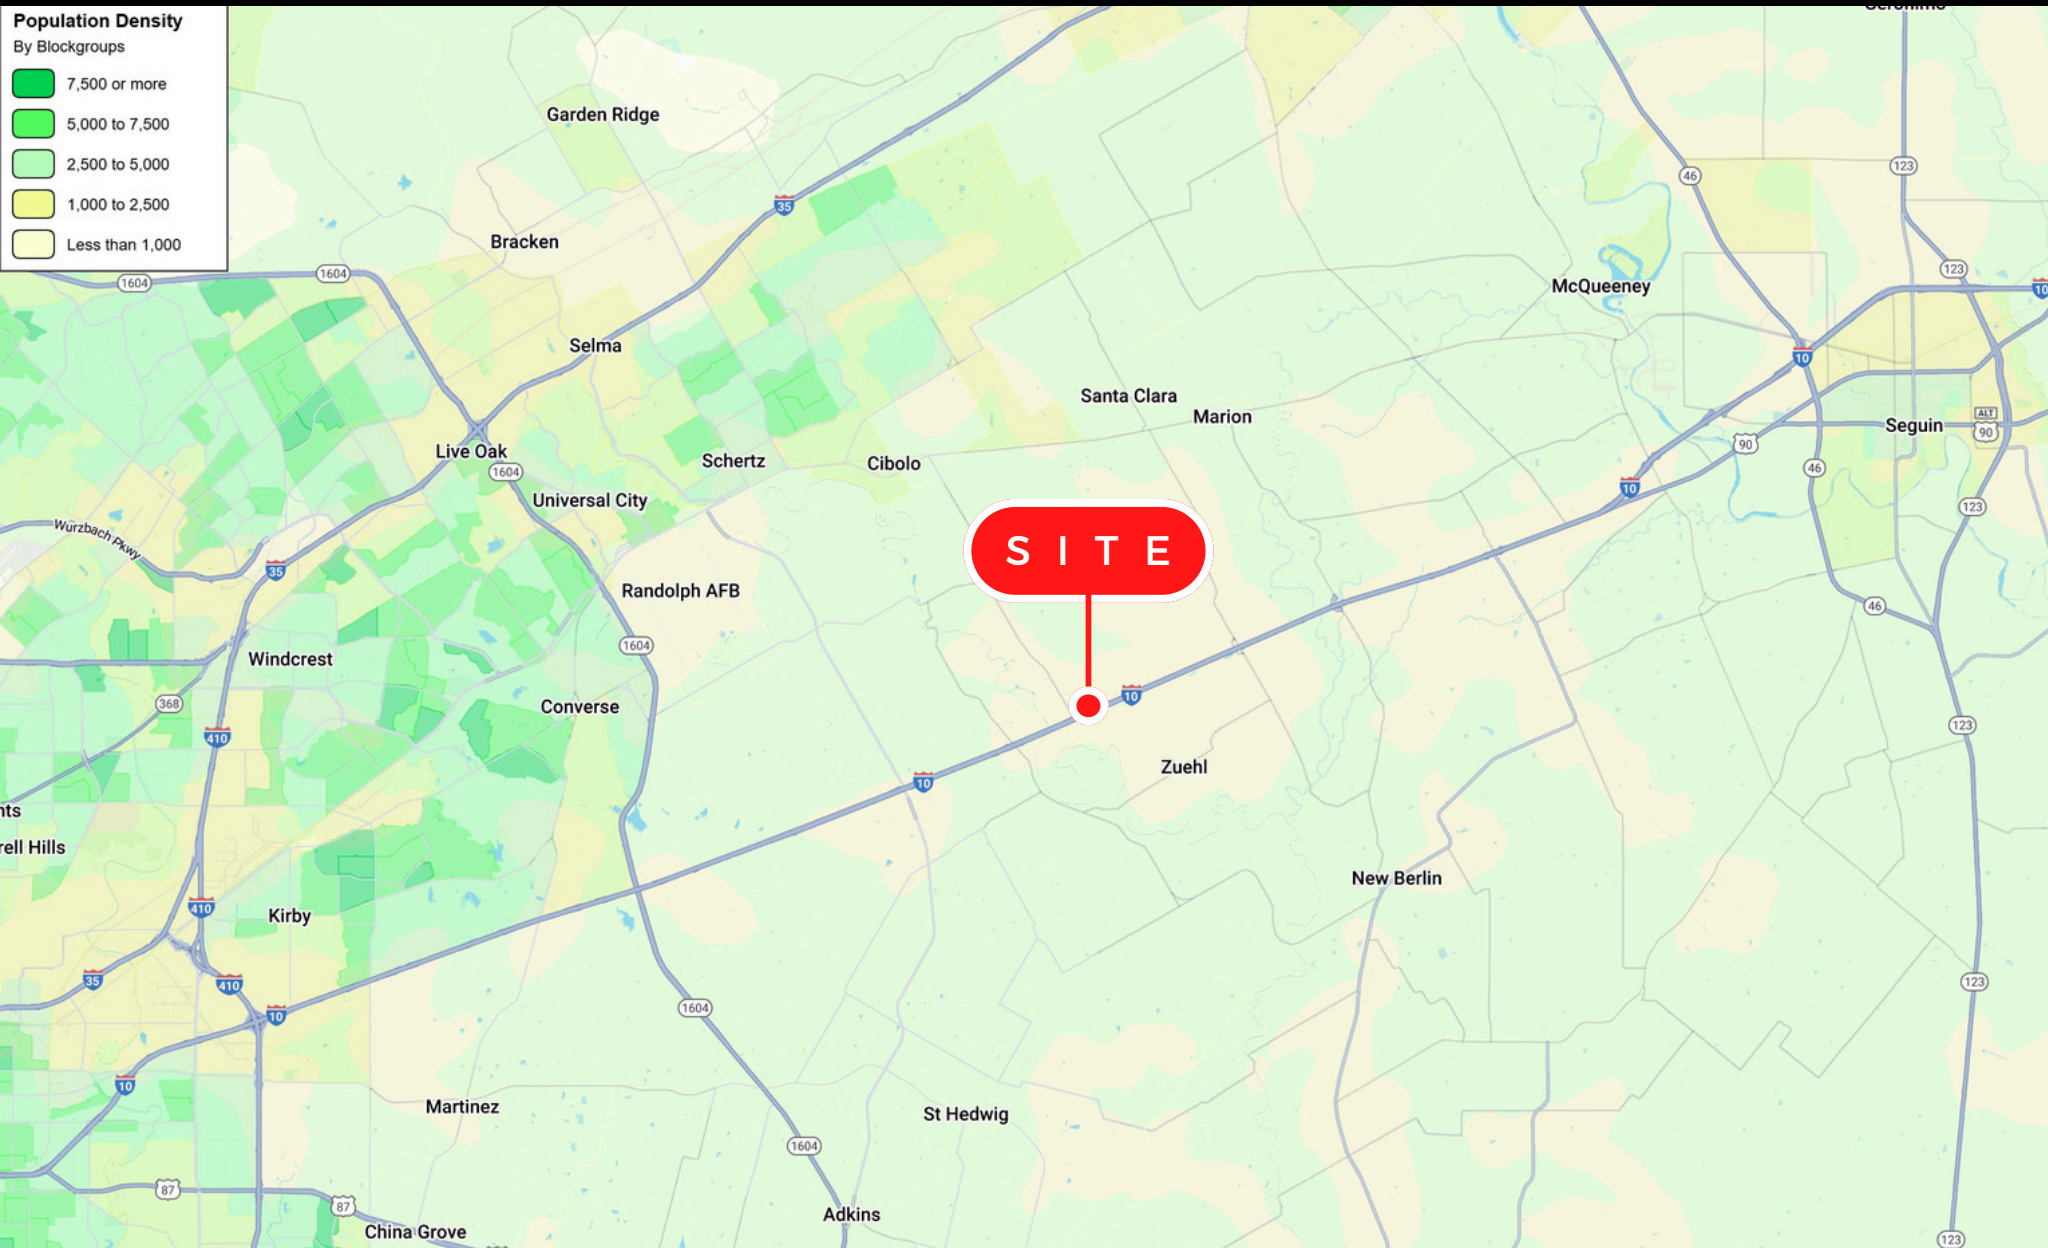 Population Density
By Blockgroups
7,500 or more
5,000 to 7,500
2,500 to 5,000
1,000 to 2,500
Less than 1,000
Garden Ridge
123
46
35
Bracken
123
1604
1604
McQueeney
10
Selma
10
Santa Clara
Marion
ALT
90
Seguin
Live Oak
90
Schertz
Cibolo
46
1604
10
Universal City
123
Wurzbach Pkwy
SITE
35
Randolph AFB
46
1604
Windcrest
10
368
Converse
123
410
Zuehl
10
nts
rell Hills
New Berlin
410
Kirby
35
410
123
1604
10
10
Martinez
St Hedwig
1604
87
87
Adkins
China Grove
123